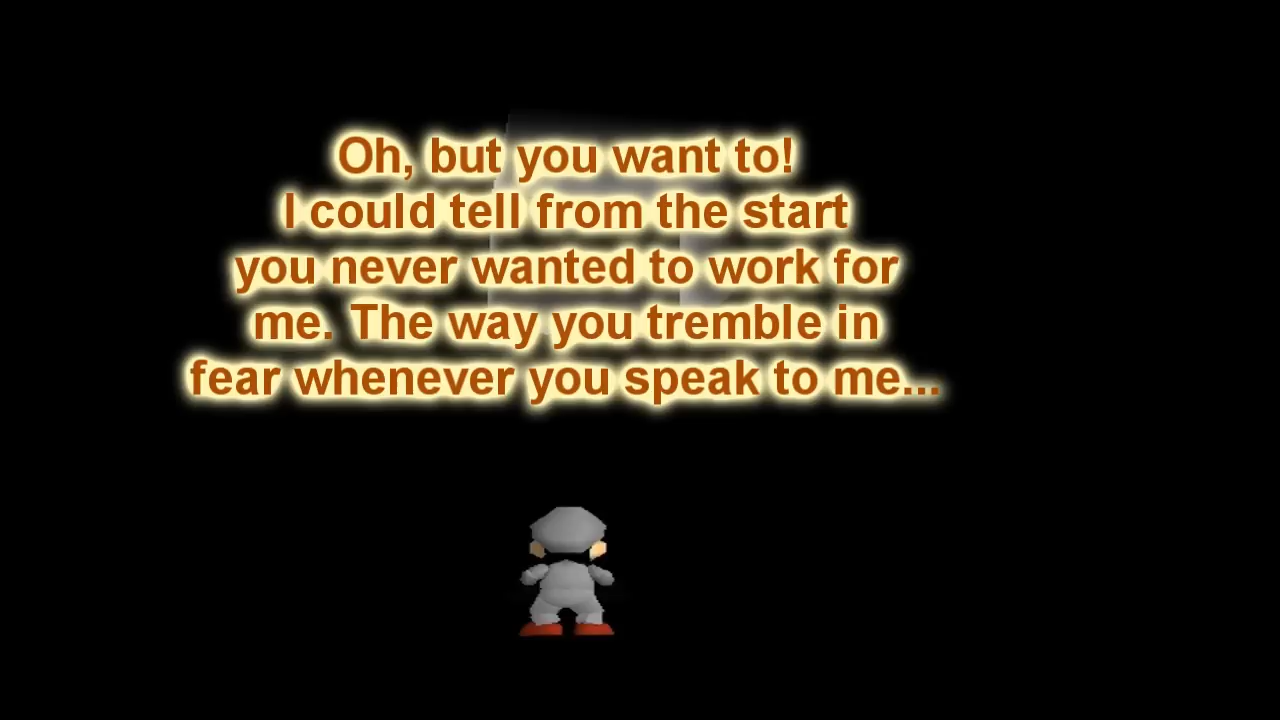 Oh, but you want to!
I could tell from the start
you never wanted to work for
me. The way you tremble in
fear whenever you speak to me...